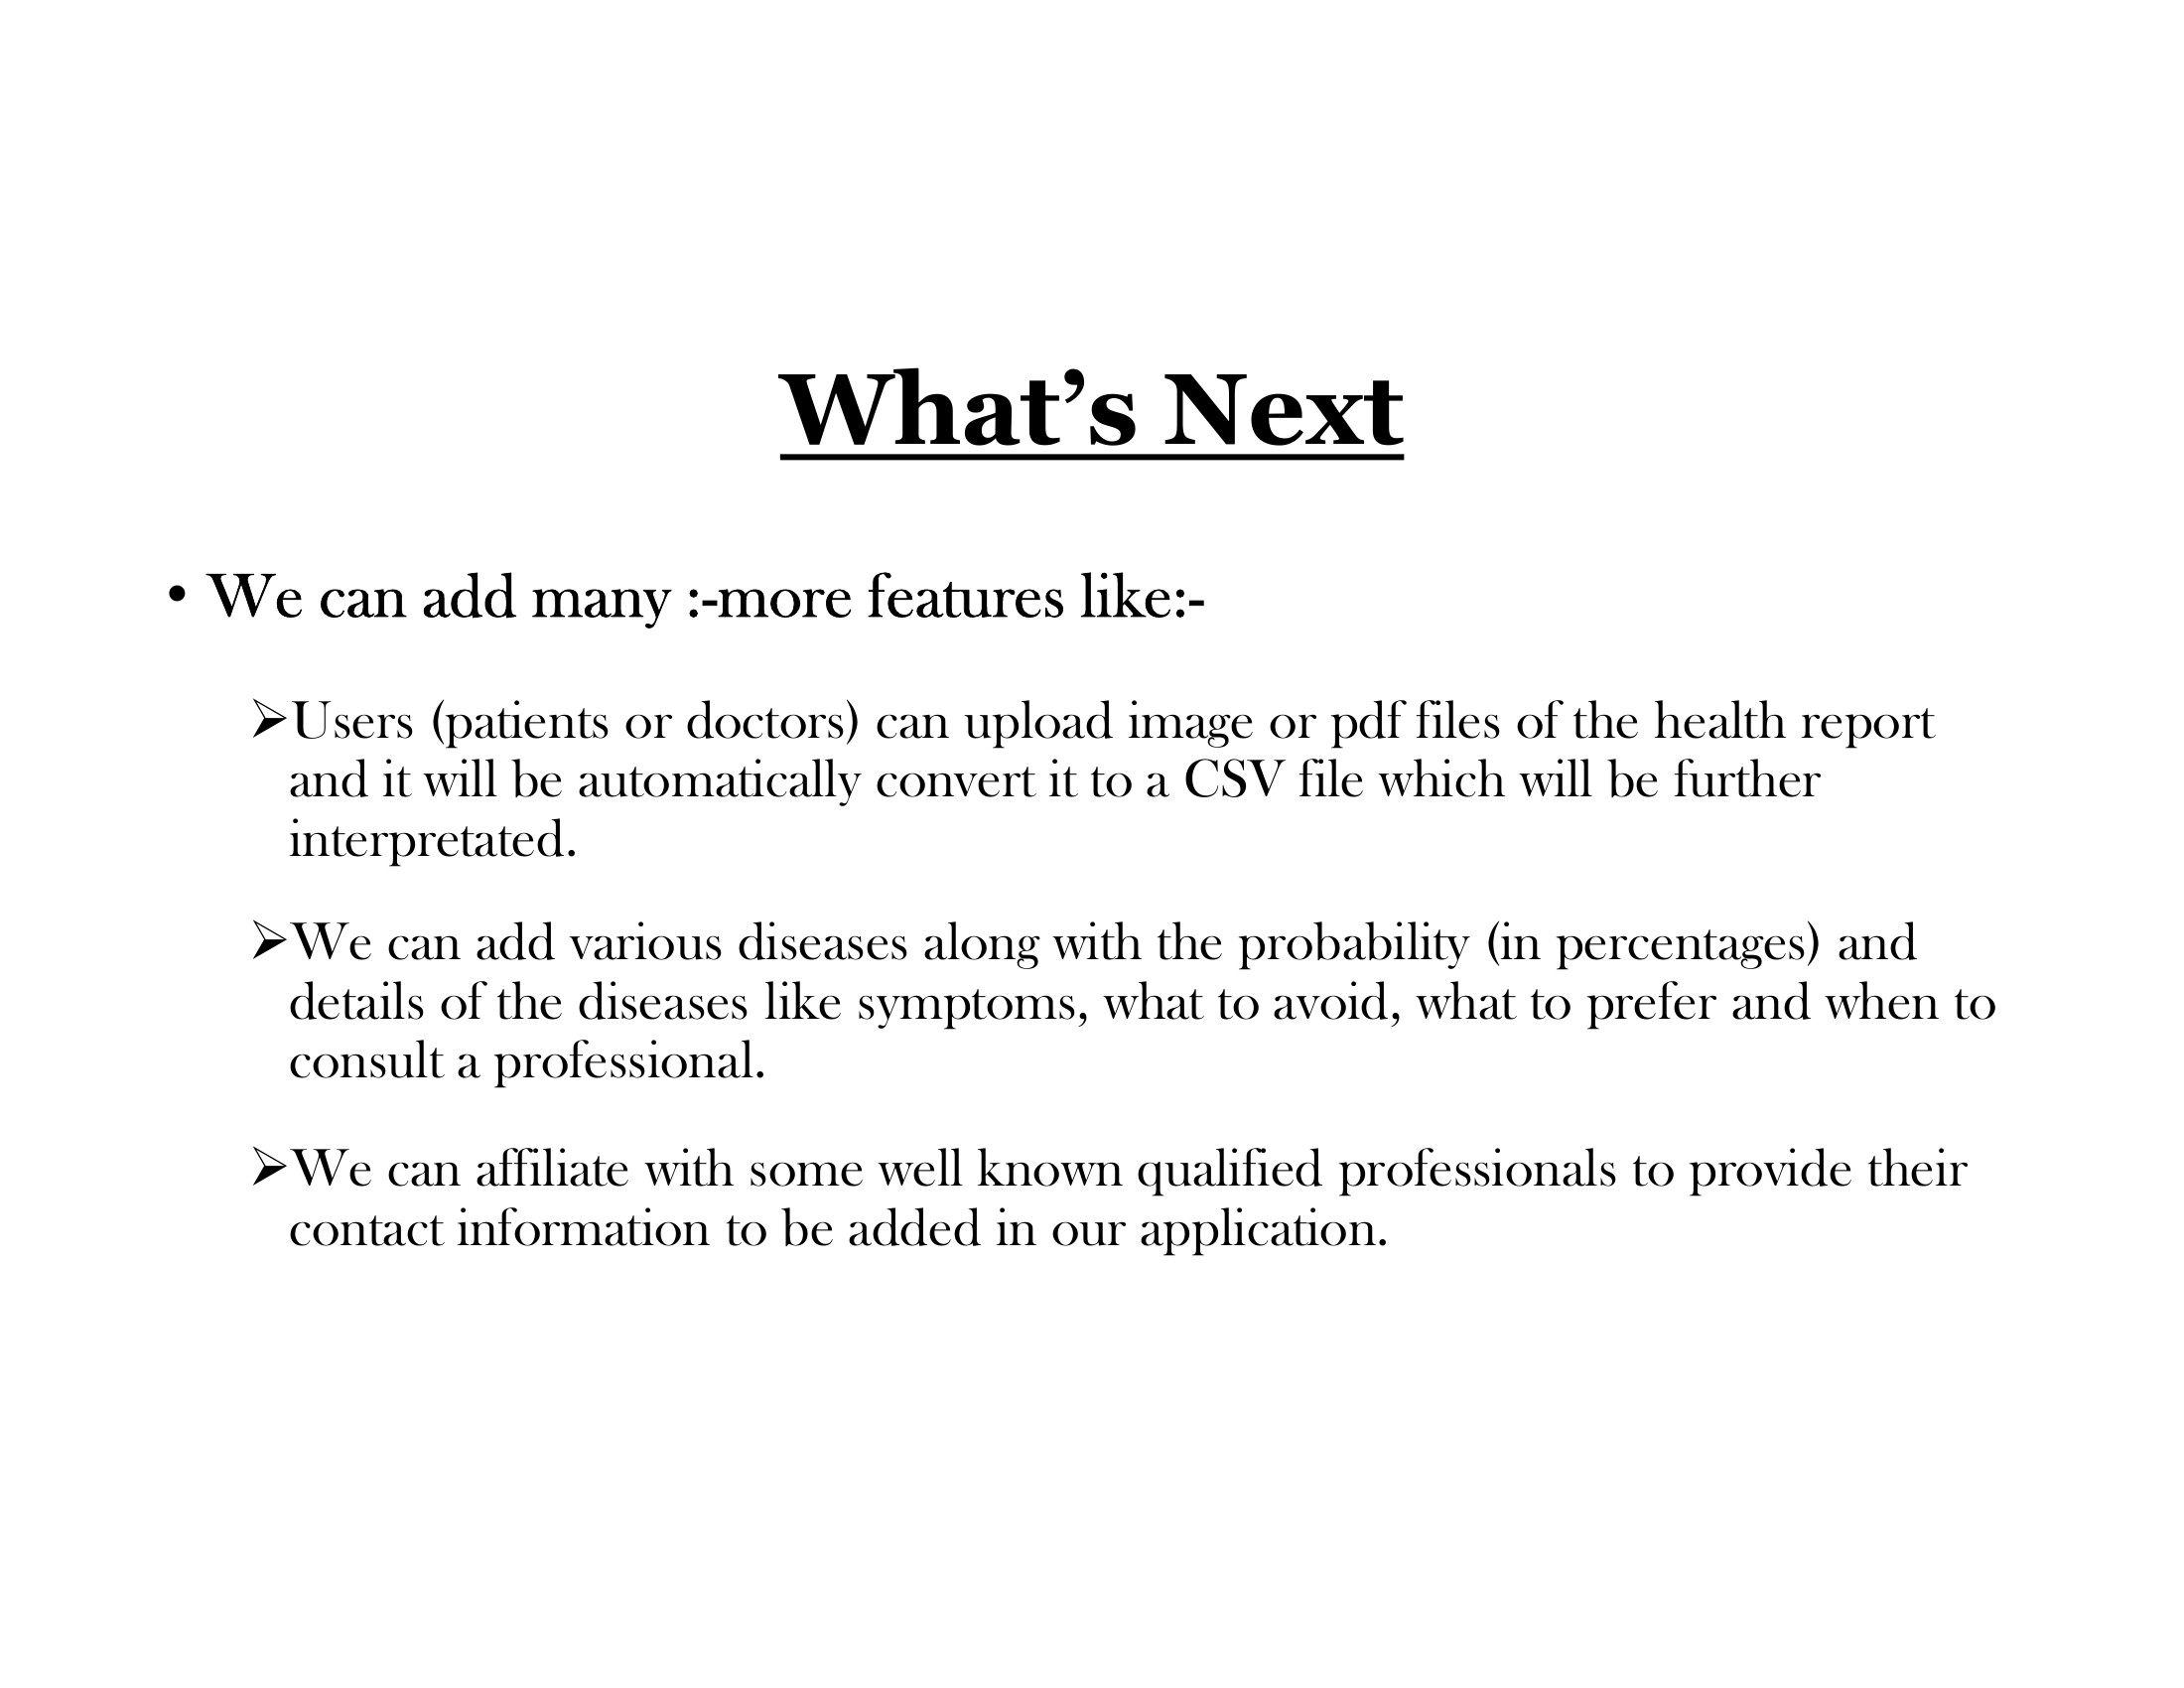 What’s Next
• We can add many :-more features like:-
➢Users (patients or doctors) can upload image or pdf files of the health report
and it will be automatically convert it to a CSV file which will be further
interpretated.
➢We can add various diseases along with the probability (in percentages) and
details of the diseases like symptoms, what to avoid, what to prefer and when to
consult a professional.
➢We can affiliate with some well known qualified professionals to provide their
contact information to be added in our application.